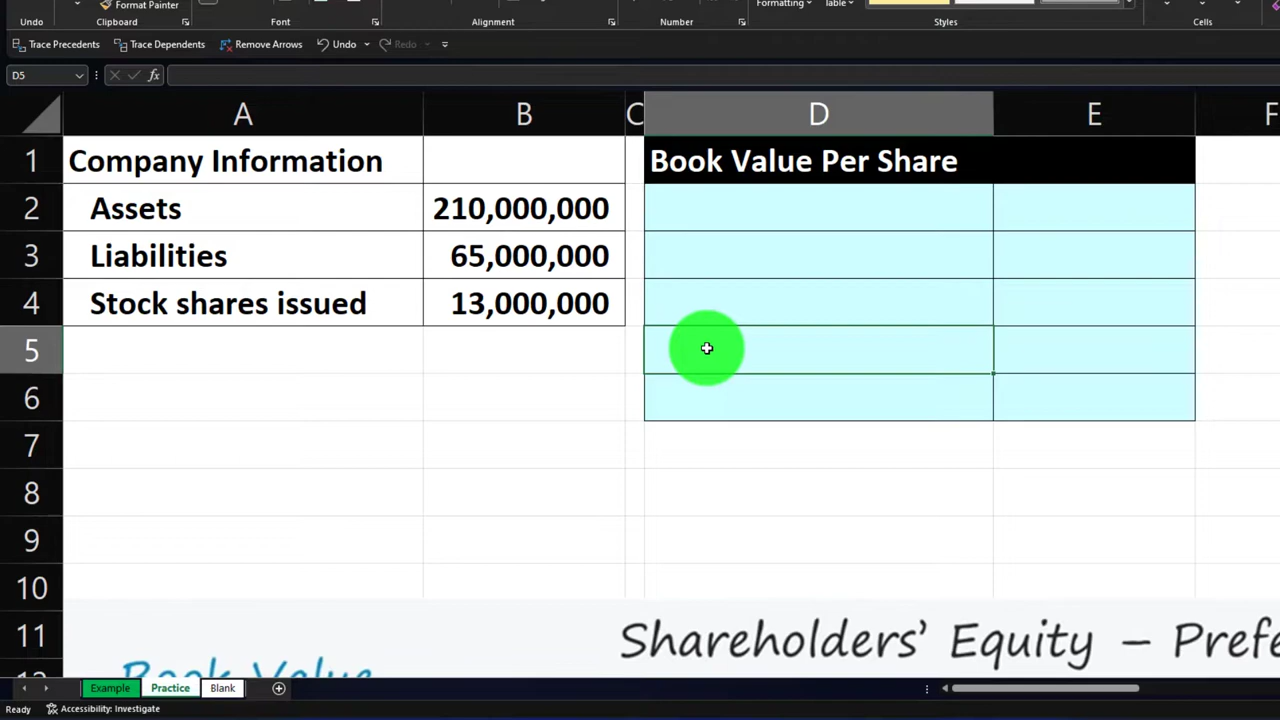 Format Painter
Formatting Table
Undo Clipboard Font Alignment Number Styles Cells
Trace Precedents Trace Dependents Remove Arrows Undo Redo
D5 fx
A B C D E F
1 Company Information Book Value Per Share
2 Assets 210,000,000
3 Liabilities 65,000,000
4 Stock shares issued 13,000,000
5
6
7
8
9
10
11 Shareholders' Equity – Prefe
Book Value
Example Practice Blank
Ready Accessibility: Investigate